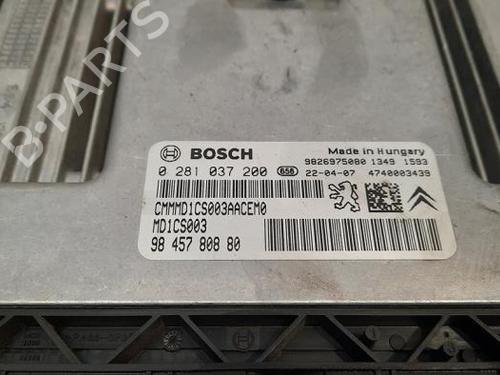 B-PARTS
BOSCH
Made in Hungary
0 281 037 200 658
9826975080 1349 1593
22-04-07 4740003439
CMMMD1CS003AACEM0
MD1CS003
98 457 808 80